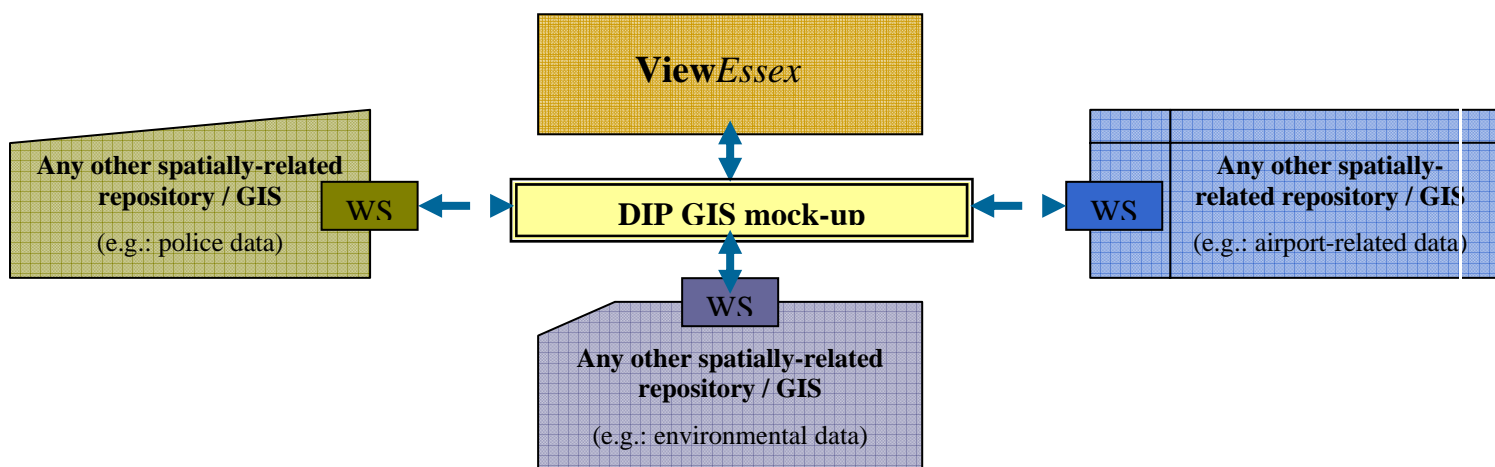 ViewEssex
Any other spatially-related
repository / GIS
(e.g.: police data)
WS
DIP GIS mock-up
WS
Any other spatially-
related repository / GIS
(e.g.: airport-related data)
WS
Any other spatially-related
repository / GIS
(e.g.: environmental data)